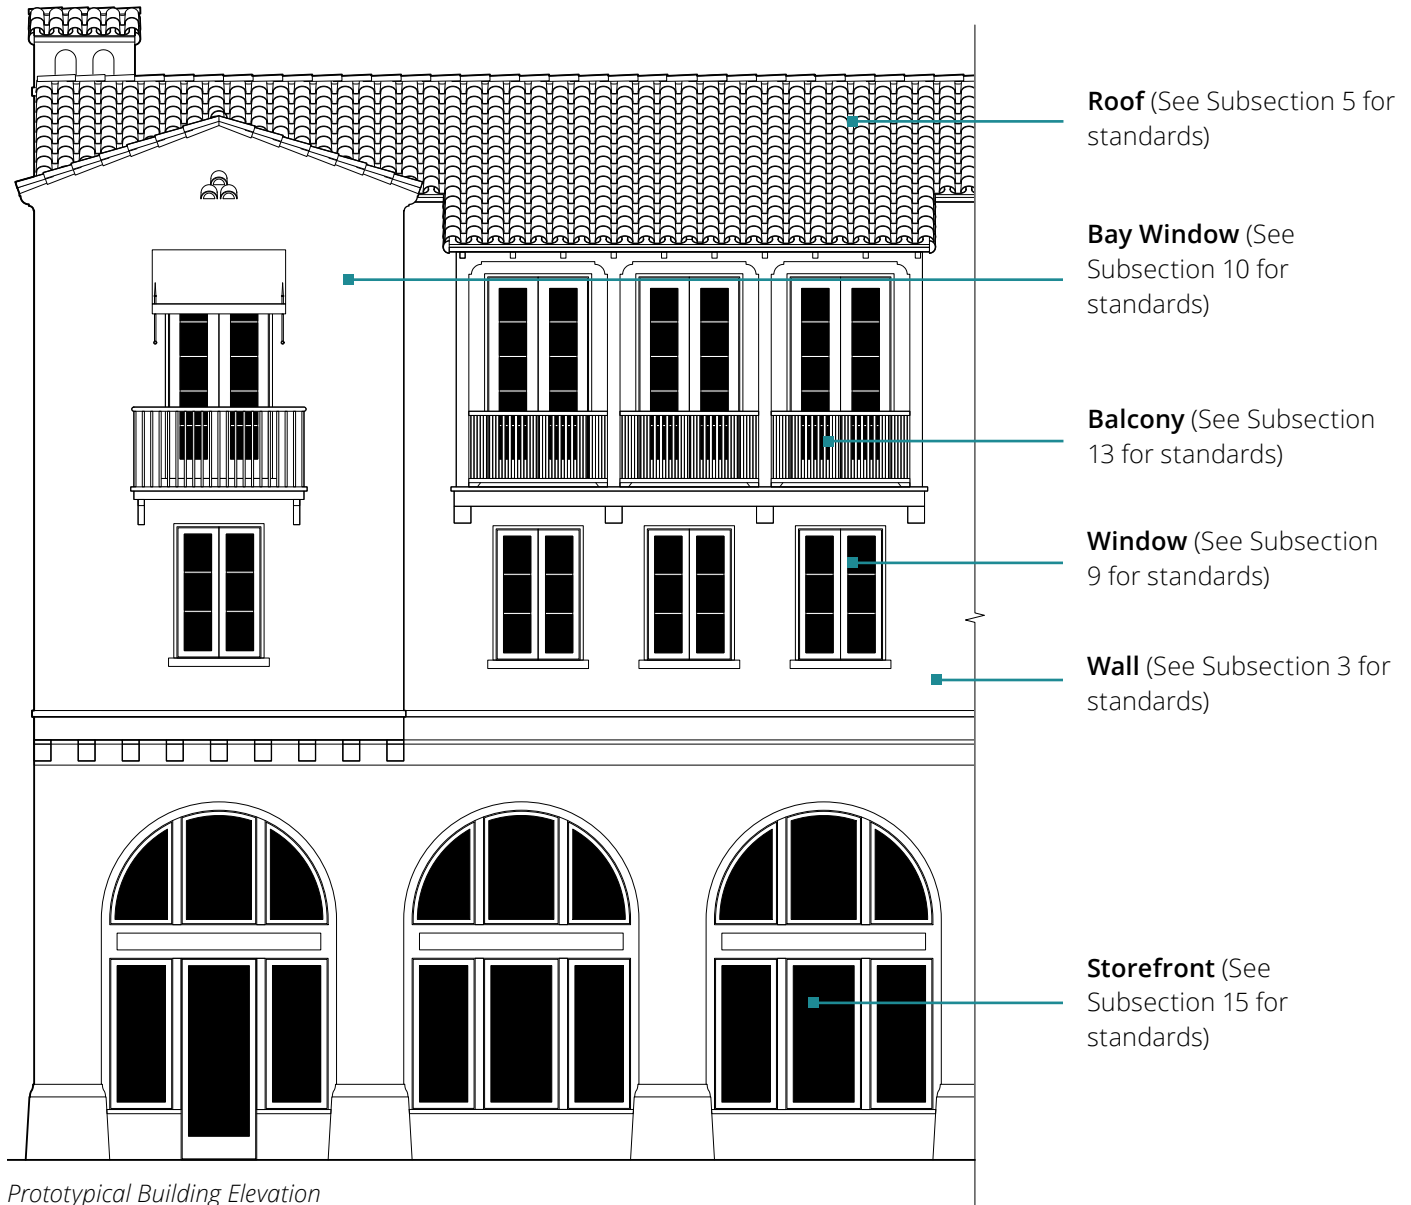 Roof (See Subsection 5 for
standards)
Bay Window (See
Subsection 10 for
standards)
Balcony (See Subsection
13 for standards)
Window (See Subsection
9 for standards)
Wall (See Subsection 3 for
standards)
Storefront (See
Subsection 15 for
standards)
Prototypical Building Elevation